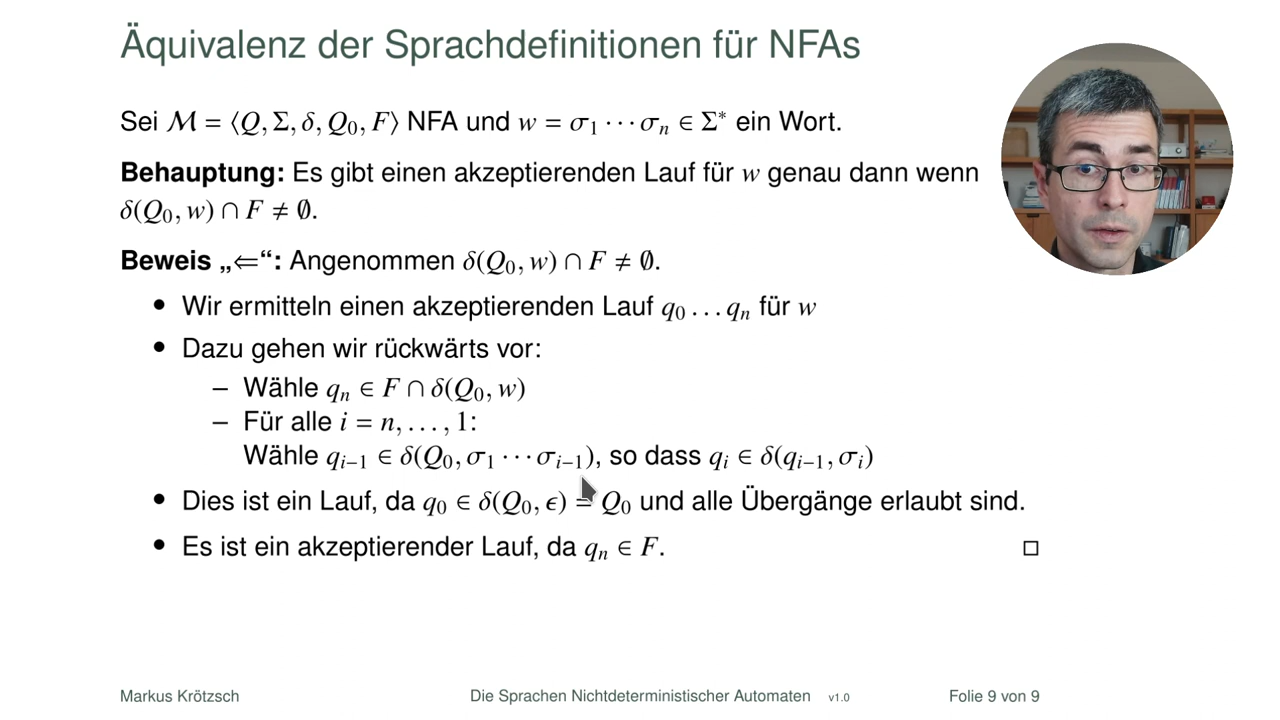 Äquivalenz der Sprachdefinitionen für NFAs
Sei ℳ = ⟨Q, Σ, δ, Q₀, F⟩ NFA und w = σ₁ ⋯ σₙ ∈ Σ* ein Wort.
Behauptung: Es gibt einen akzeptierenden Lauf für w genau dann wenn
δ(Q₀, w) ∩ F ≠ ∅.
Beweis „⇐“: Angenommen δ(Q₀, w) ∩ F ≠ ∅.
• Wir ermitteln einen akzeptierenden Lauf q₀ … qₙ für w
• Dazu gehen wir rückwärts vor:
– Wähle qₙ ∈ F ∩ δ(Q₀, w)
– Für alle i = n, … , 1:
Wähle qᵢ₋₁ ∈ δ(Q₀, σ₁ ⋯ σᵢ₋₁), so dass qᵢ ∈ δ(qᵢ₋₁, σᵢ)
• Dies ist ein Lauf, da q₀ ∈ δ(Q₀, ϵ) = Q₀ und alle Übergänge erlaubt sind.
• Es ist ein akzeptierender Lauf, da qₙ ∈ F. □
Markus Krötzsch Die Sprachen Nichtdeterministischer Automaten v1.0 Folie 9 von 9